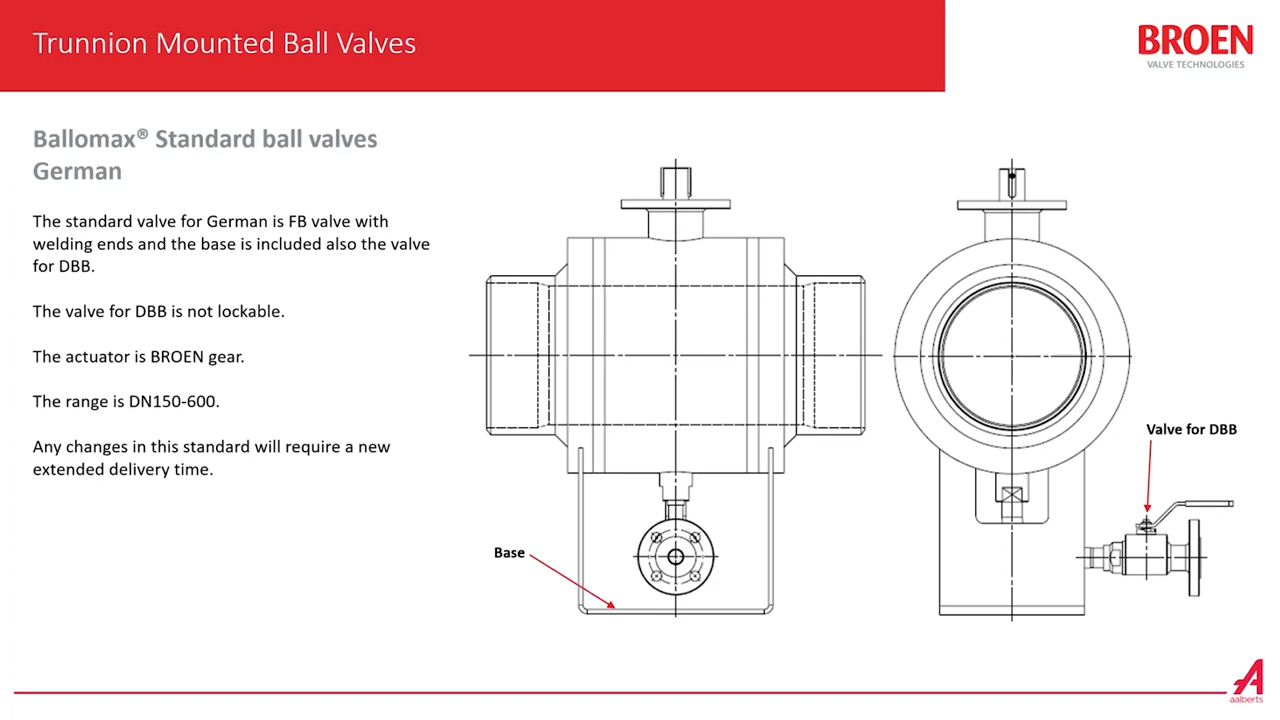 Trunnion Mounted Ball Valves
BROEN
VALVE TECHNOLOGIES
Ballomax® Standard ball valves
German
The standard valve for German is FB valve with
welding ends and the base is included also the valve
for DBB.
The valve for DBB is not lockable.
The actuator is BROEN gear.
The range is DN150-600.
Any changes in this standard will require a new
extended delivery time.
Valve for DBB
Base
aalberts